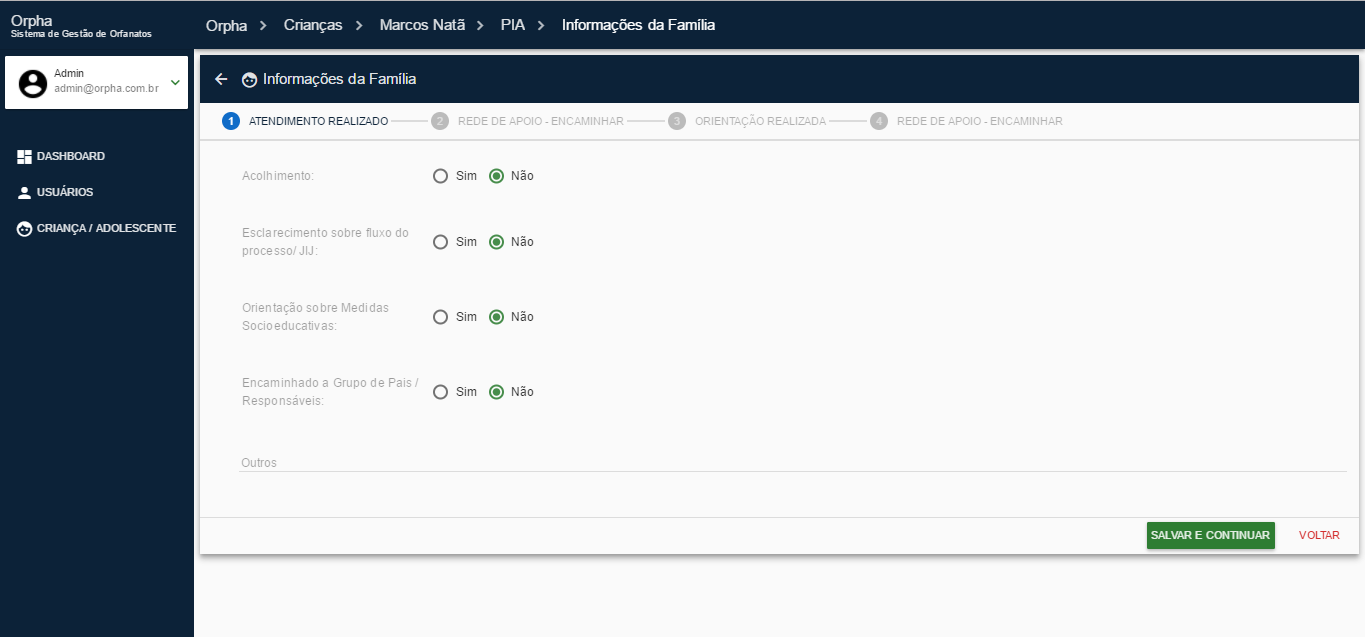 Orpha
Sistema de Gestão de Orfanatos
Orpha > Crianças > Marcos Natã > PIA > Informações da Família
Admin
admin@orpha.com.br
DASHBOARD
USUÁRIOS
CRIANÇA / ADOLESCENTE
Informações da Família
1 ATENDIMENTO REALIZADO 2 REDE DE APOIO - ENCAMINHAR 3 ORIENTAÇÃO REALIZADA 4 REDE DE APOIO - ENCAMINHAR
Acolhimento: Sim Não
Esclarecimento sobre fluxo do
processo/ JIJ: Sim Não
Orientação sobre Medidas
Socioeducativas: Sim Não
Encaminhado a Grupo de Pais /
Responsáveis: Sim Não
Outros
SALVAR E CONTINUAR VOLTAR